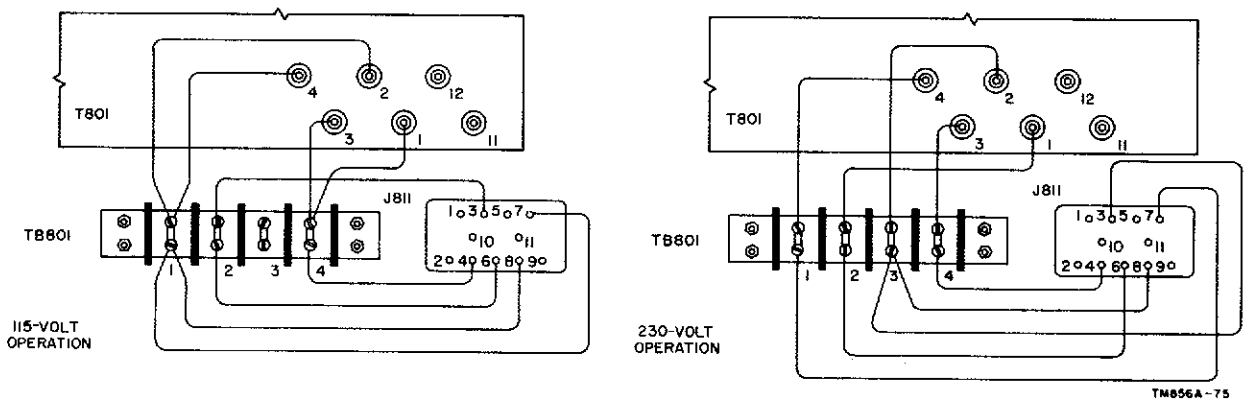 4 2 12
T801
3 1 11
J811
1 3 5 7
10 11
2 4 6 8 9
TB801
1 2 3 4
115-VOLT
OPERATION
4 2 12
T801
3 1 11
J811
1 3 5 7
10 11
2 4 6 8 9
TB801
1 2 3 4
230-VOLT
OPERATION
TM856A-75